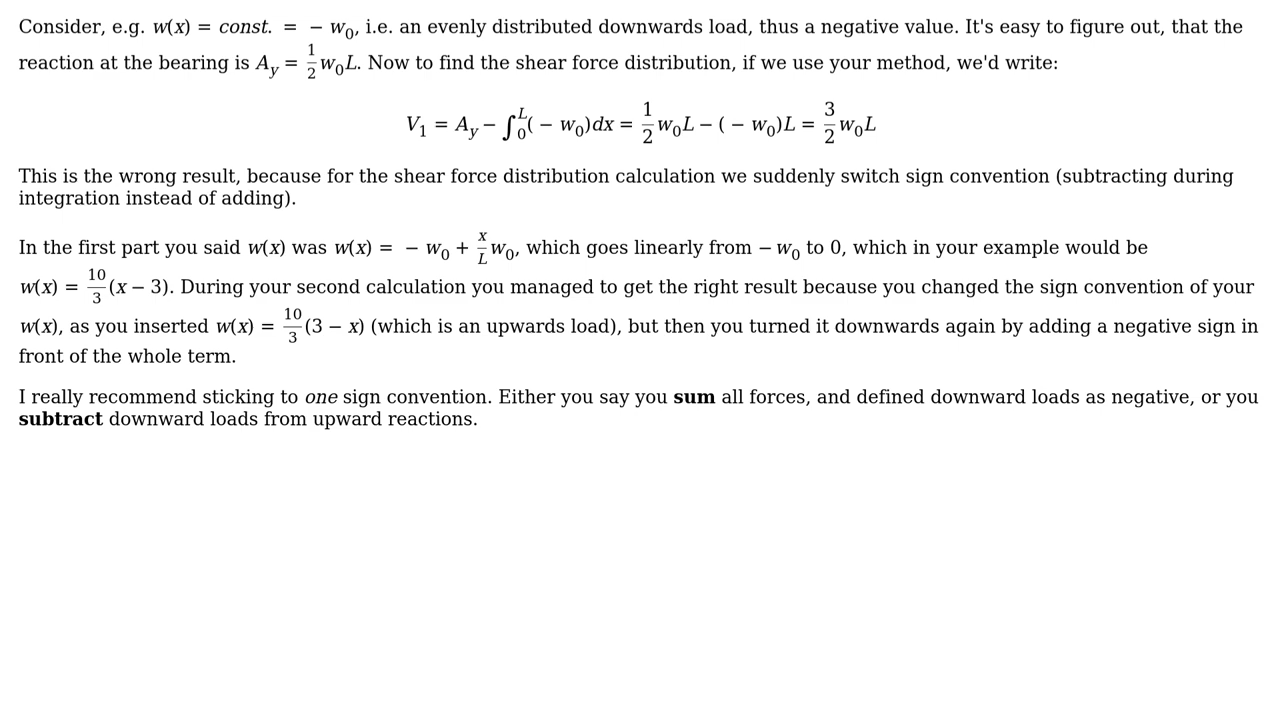 Consider, e.g. w(x) = const. = − w₀, i.e. an evenly distributed downwards load, thus a negative value. It's easy to figure out, that the
reaction at the bearing is A_y = \frac{1}{2}w₀L. Now to find the shear force distribution, if we use your method, we'd write:
V₁ = A_y − ∫₀^L(− w₀)dx = \frac{1}{2}w₀L − (− w₀)L = \frac{3}{2}w₀L
This is the wrong result, because for the shear force distribution calculation we suddenly switch sign convention (subtracting during
integration instead of adding).
In the first part you said w(x) was w(x) = − w₀ + \frac{x}{L}w₀, which goes linearly from − w₀ to 0, which in your example would be
w(x) = \frac{10}{3}(x − 3). During your second calculation you managed to get the right result because you changed the sign convention of your
w(x), as you inserted w(x) = \frac{10}{3}(3 − x) (which is an upwards load), but then you turned it downwards again by adding a negative sign in
front of the whole term.
I really recommend sticking to one sign convention. Either you say you sum all forces, and defined downward loads as negative, or you
subtract downward loads from upward reactions.